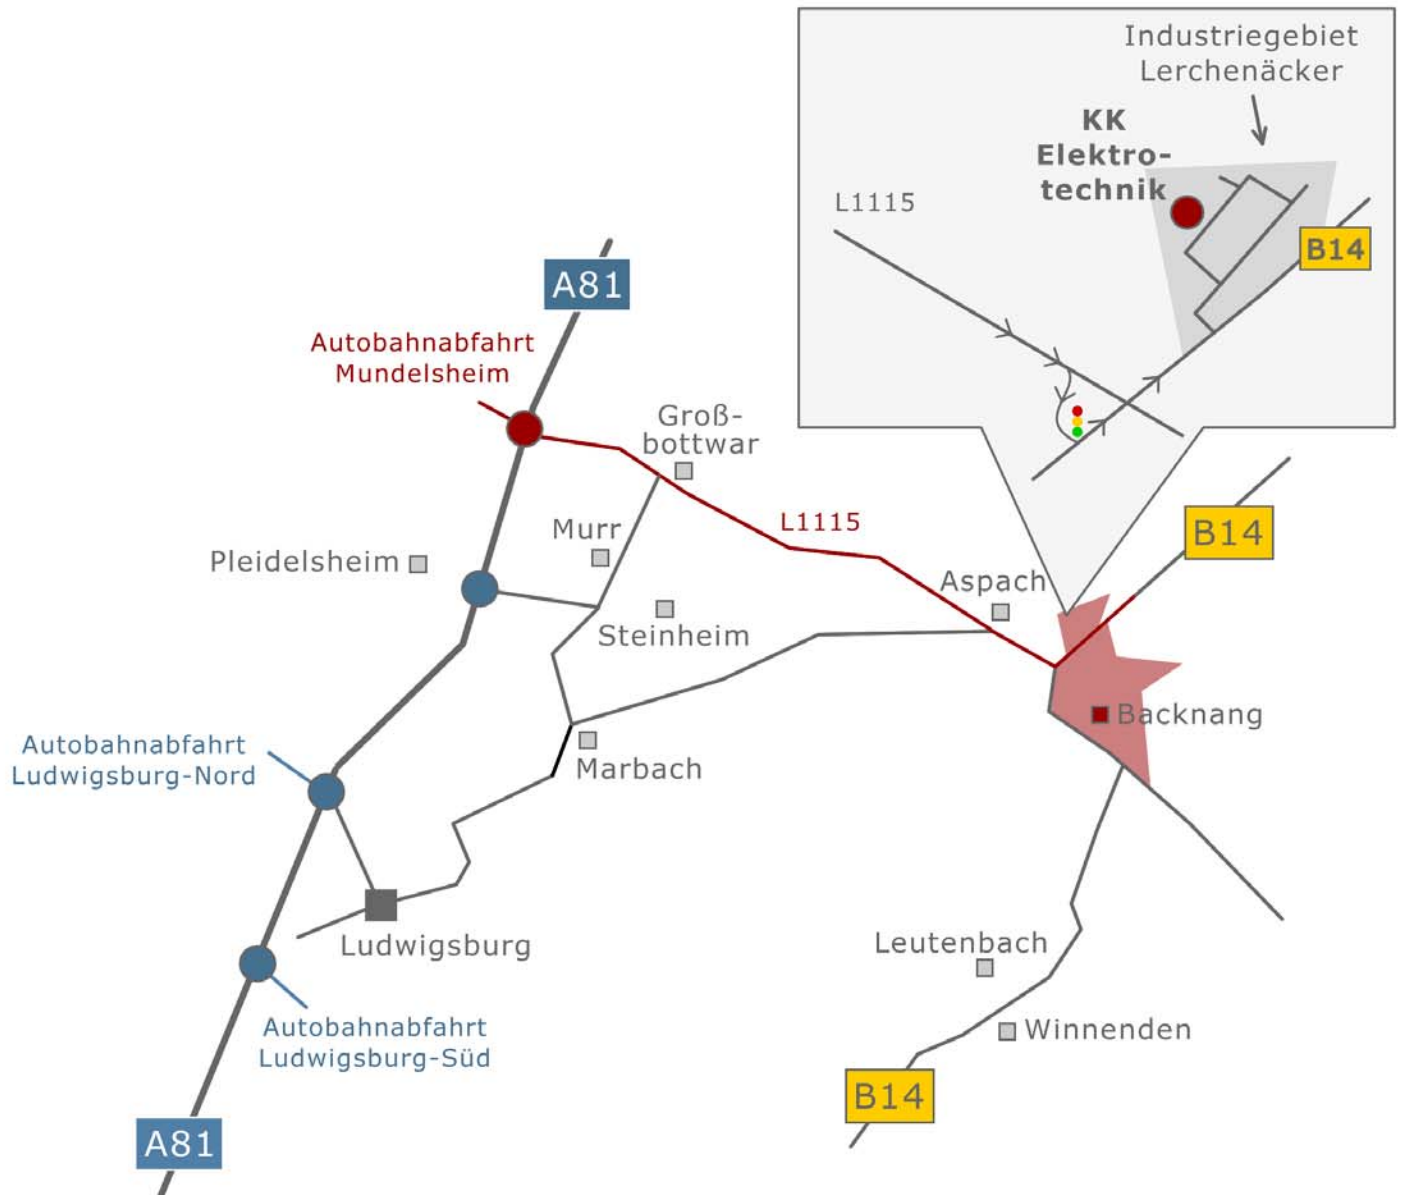 Industriegebiet
Lerchenäcker
KK
Elektro-
technik
L1115
B14
A81
Autobahnabfahrt
Mundelsheim
Groß-
bottwar
L1115
Murr
B14
Pleidelsheim
Aspach
Steinheim
Backnang
Autobahnabfahrt
Ludwigsburg-Nord
Marbach
Ludwigsburg
Leutenbach
Autobahnabfahrt
Ludwigsburg-Süd
Winnenden
B14
A81